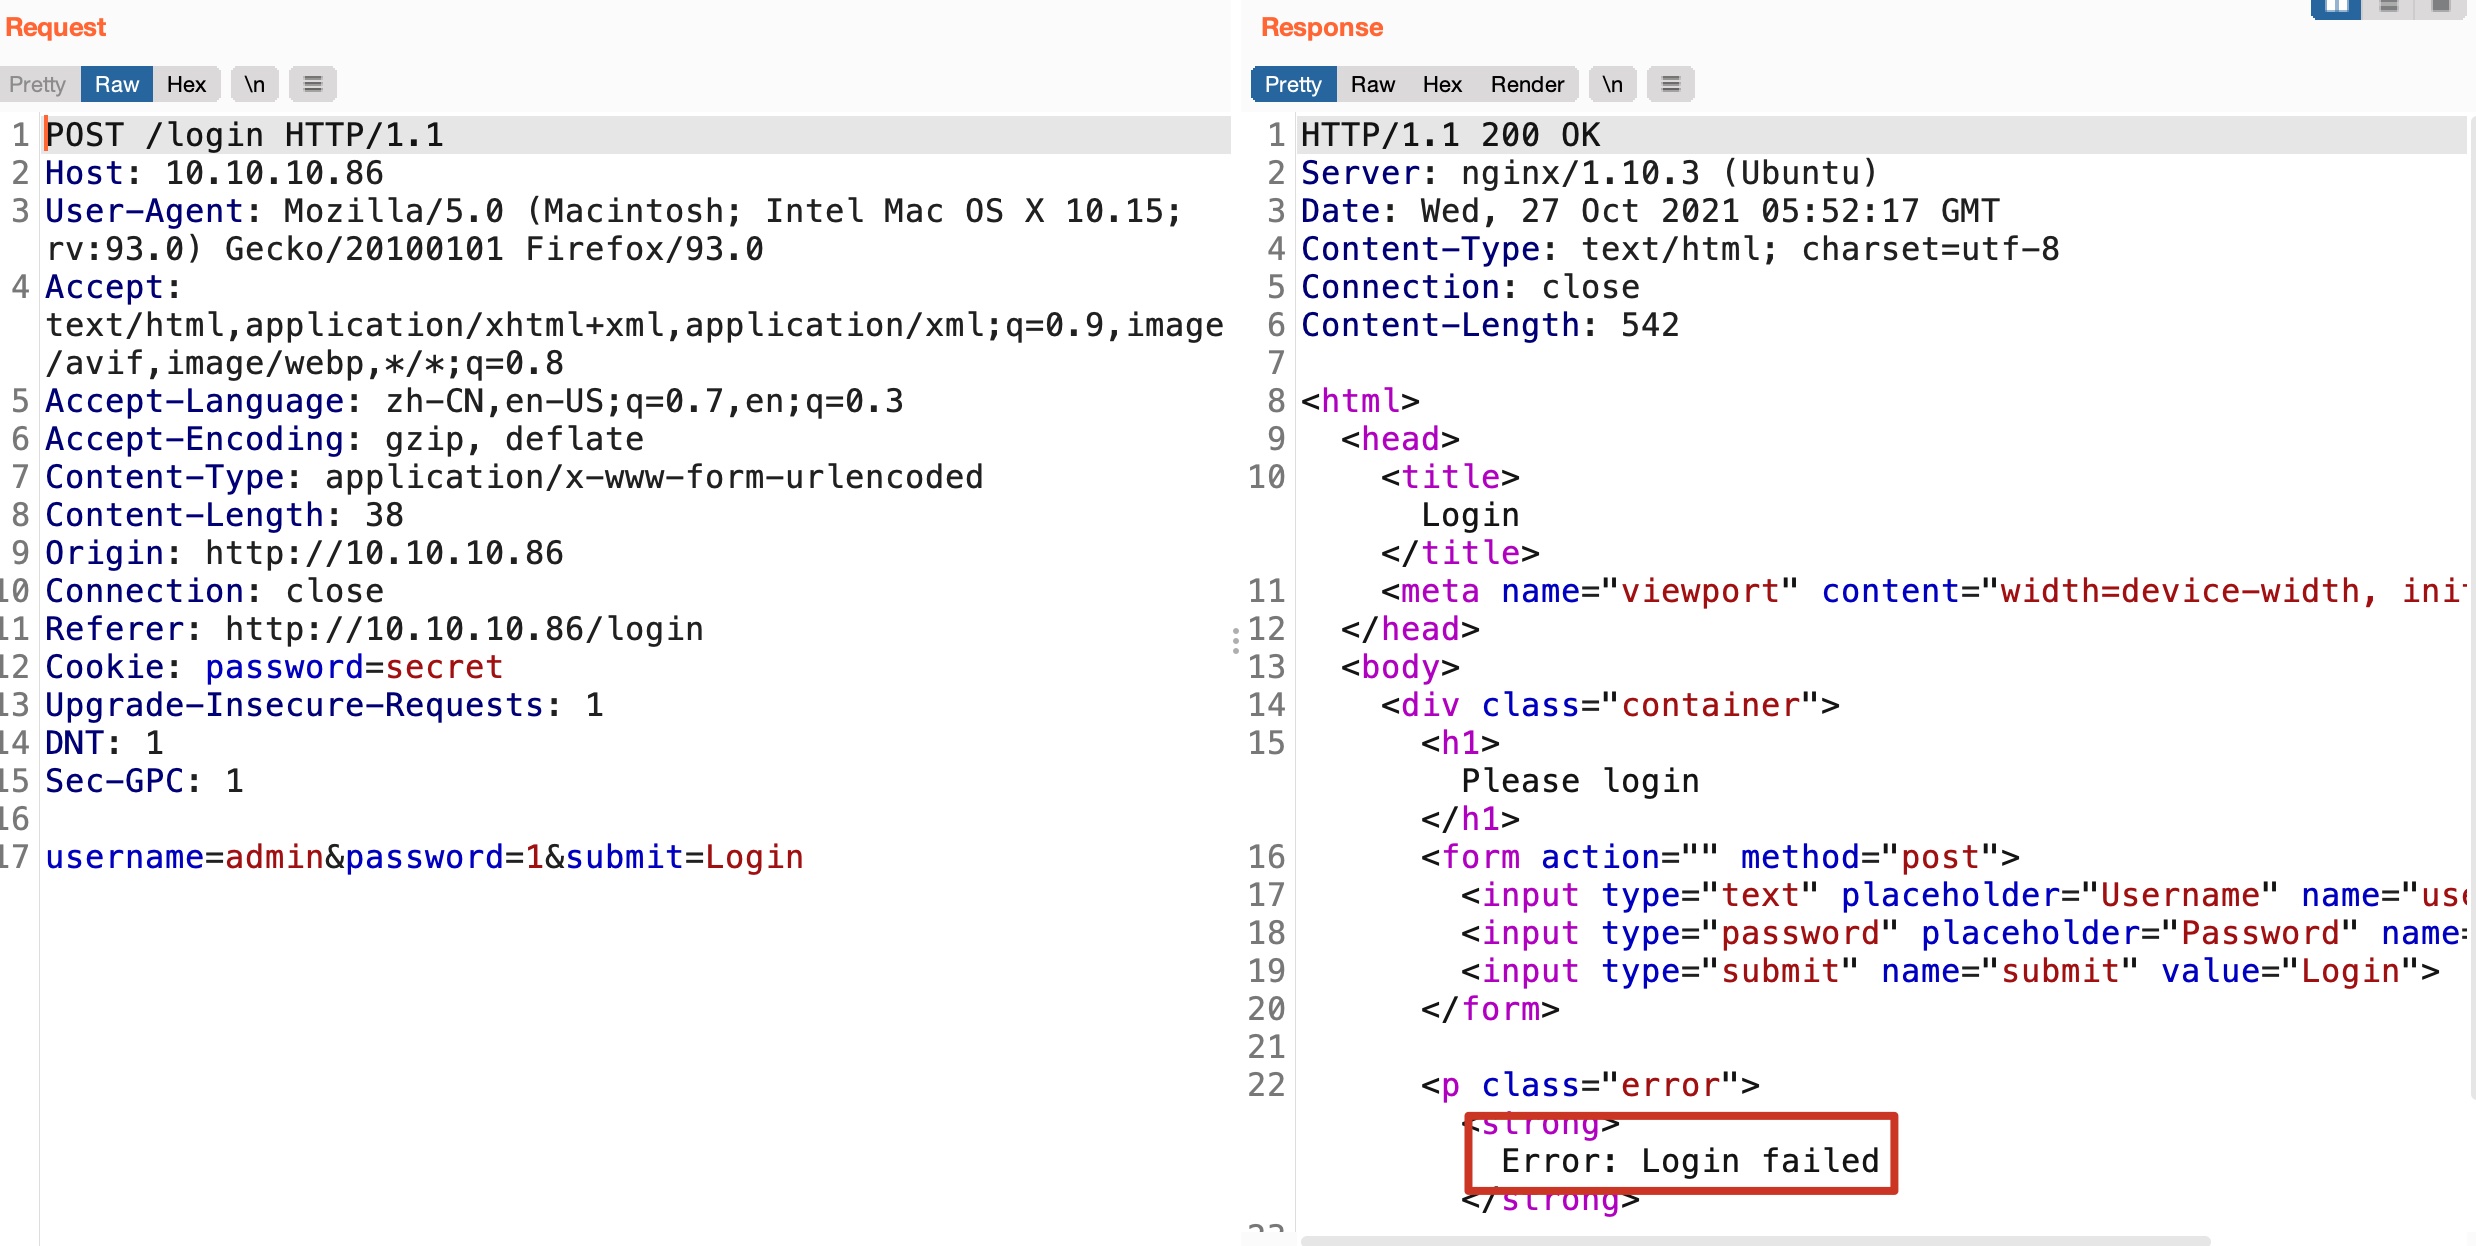 Request
Pretty Raw Hex \n
1 POST /login HTTP/1.1
2 Host: 10.10.10.86
3 User-Agent: Mozilla/5.0 (Macintosh; Intel Mac OS X 10.15;
rv:93.0) Gecko/20100101 Firefox/93.0
4 Accept:
text/html,application/xhtml+xml,application/xml;q=0.9,image
/avif,image/webp,*/*;q=0.8
5 Accept-Language: zh-CN,en-US;q=0.7,en;q=0.3
6 Accept-Encoding: gzip, deflate
7 Content-Type: application/x-www-form-urlencoded
8 Content-Length: 38
9 Origin: http://10.10.10.86
10 Connection: close
11 Referer: http://10.10.10.86/login
12 Cookie: password=secret
13 Upgrade-Insecure-Requests: 1
14 DNT: 1
15 Sec-GPC: 1
16
17 username=admin&password=1&submit=Login
Response
Pretty Raw Hex Render \n
1 HTTP/1.1 200 OK
2 Server: nginx/1.10.3 (Ubuntu)
3 Date: Wed, 27 Oct 2021 05:52:17 GMT
4 Content-Type: text/html; charset=utf-8
5 Connection: close
6 Content-Length: 542
7
8 <html>
9 <head>
10 <title>
Login
</title>
11 <meta name="viewport" content="width=device-width, init
12 </head>
13 <body>
14 <div class="container">
15 <h1>
Please login
</h1>
16 <form action="" method="post">
17 <input type="text" placeholder="Username" name="use
18 <input type="password" placeholder="Password" name=
19 <input type="submit" name="submit" value="Login">
20 </form>
21
22 <p class="error">
<strong>
Error: Login failed
</strong>